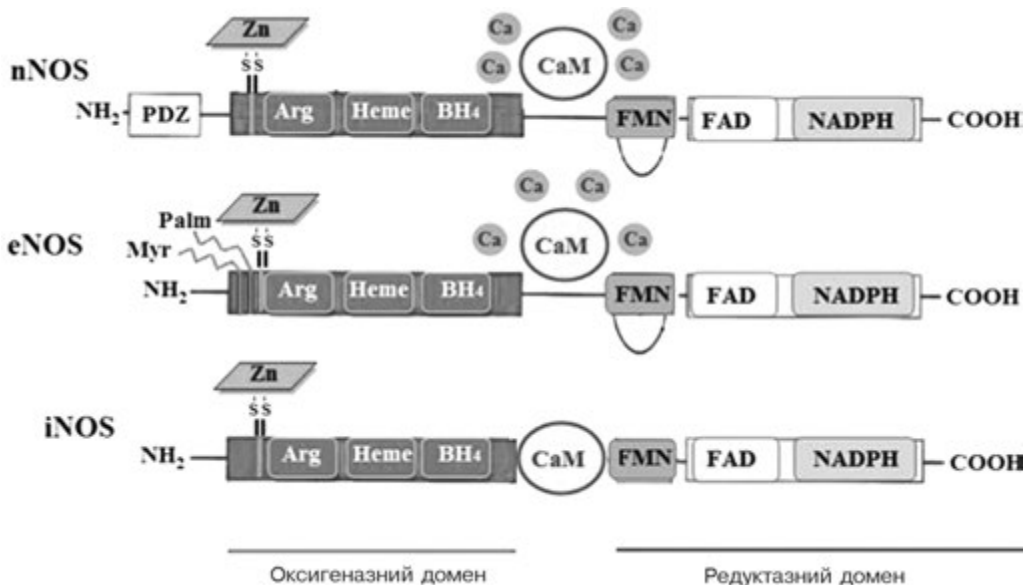 Zn
Ca Ca
nNOS S S Ca CaM Ca
NH₂ PDZ Arg Heme BH₄ FMN FAD NADPH COOH
Ca Ca
Palm Zn
eNOS Myr S S Ca CaM Ca
NH₂ Arg Heme BH₄ FMN FAD NADPH COOH
Zn
iNOS S S
NH₂ Arg Heme BH₄ CaM FMN FAD NADPH COOH
Оксигеназний домен Редуктазний домен